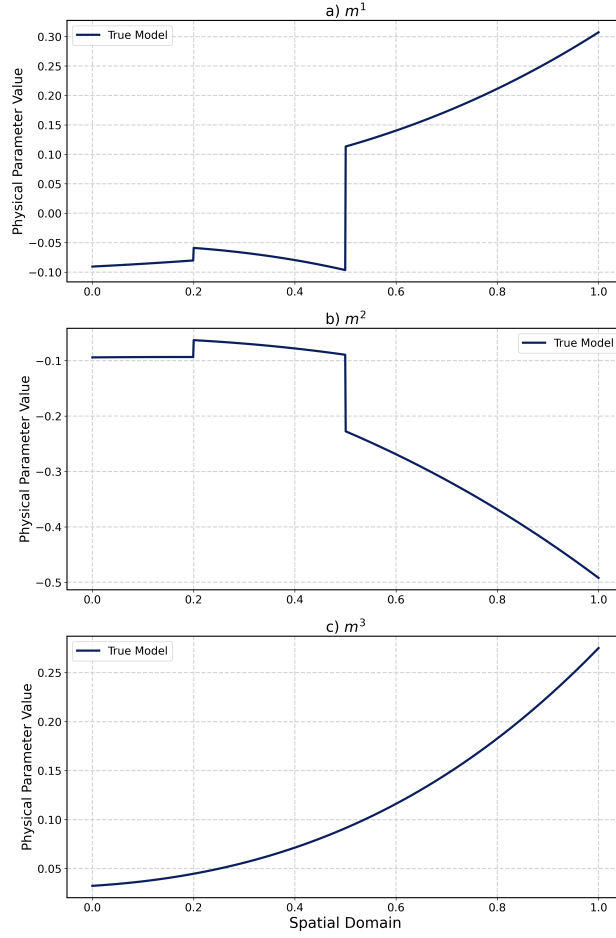 a) m¹
True Model
Physical Parameter Value
0.30
0.25
0.20
0.15
0.10
0.05
0.00
−0.05
−0.10
0.0 0.2 0.4 0.6 0.8 1.0
b) m²
True Model
Physical Parameter Value
−0.1
−0.2
−0.3
−0.4
−0.5
0.0 0.2 0.4 0.6 0.8 1.0
c) m³
True Model
Physical Parameter Value
0.25
0.20
0.15
0.10
0.05
0.0 0.2 0.4 0.6 0.8 1.0
Spatial Domain